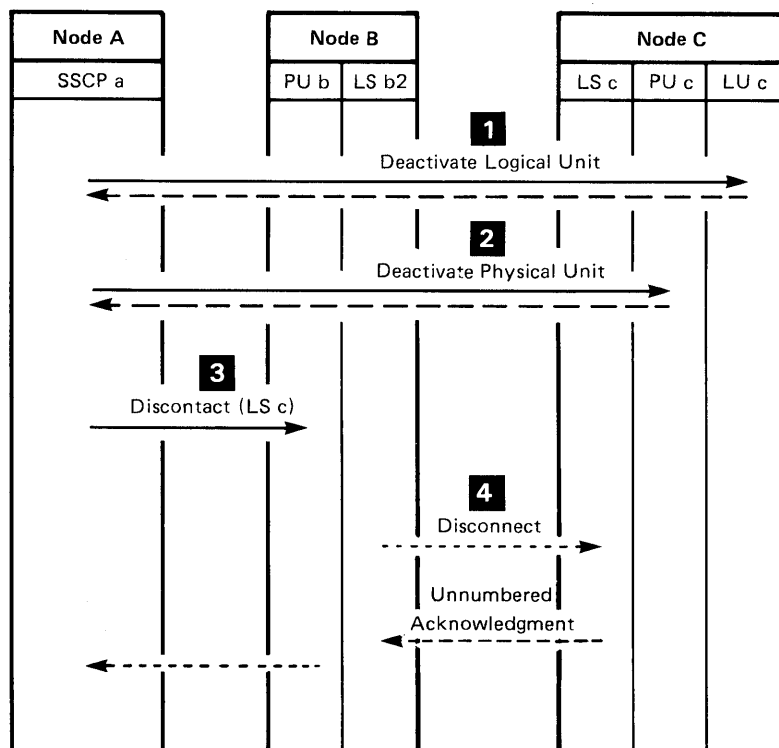 Node A
Node B
Node C
SSCP a
PU b
LS b2
LS c
PU c
LU c
1
Deactivate Logical Unit
2
Deactivate Physical Unit
3
Discontact (LS c)
4
Disconnect
Unnumbered
Acknowledgment